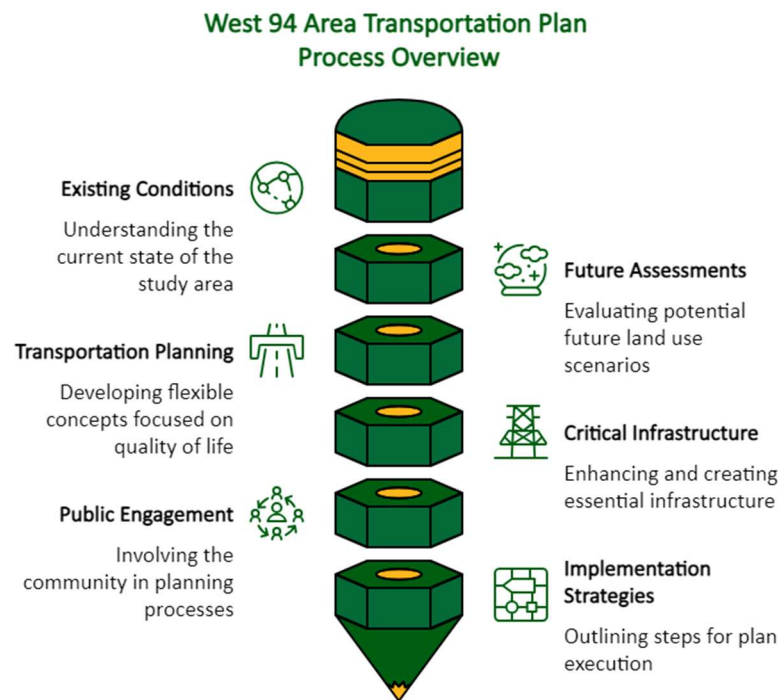 West 94 Area Transportation Plan
Process Overview
Existing Conditions
Understanding the
current state of the
study area
Future Assessments
Evaluating potential
future land use
scenarios
Transportation Planning
Developing flexible
concepts focused on
quality of life
Critical Infrastructure
Enhancing and creating
essential infrastructure
Public Engagement
Involving the
community in planning
processes
Implementation
Strategies
Outlining steps for plan
execution